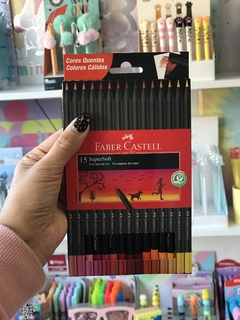 Cores Quentes
Colores Cálidos
FABER-CASTELL
15 SuperSoft